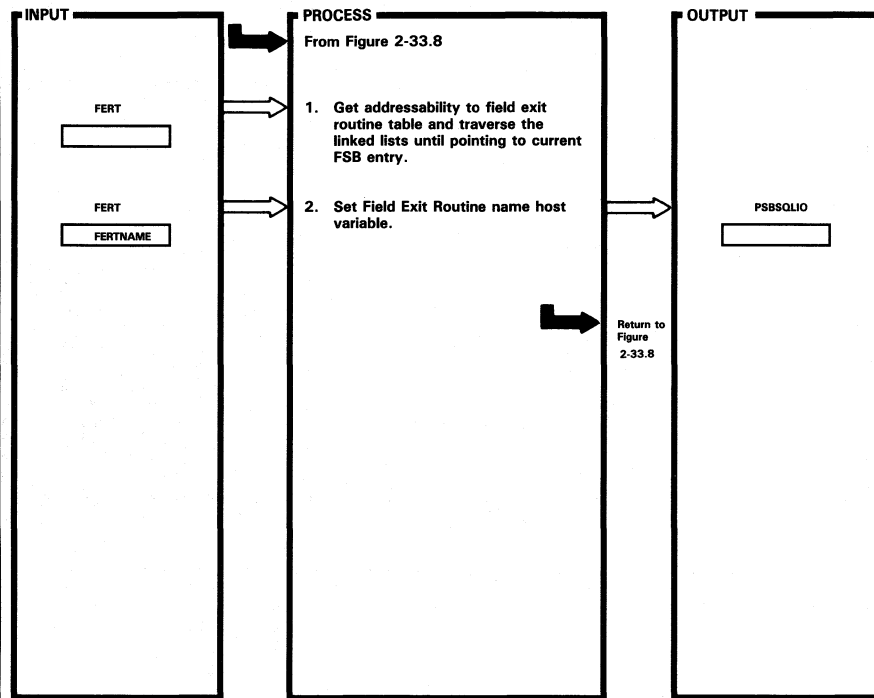 INPUT
PROCESS
OUTPUT
From Figure 2-33.8
FERT
1. Get addressability to field exit
routine table and traverse the
linked lists until pointing to current
FSB entry.
FERT
FERTNAME
2. Set Field Exit Routine name host
variable.
PSBSQLIO
Return to
Figure
2-33.8